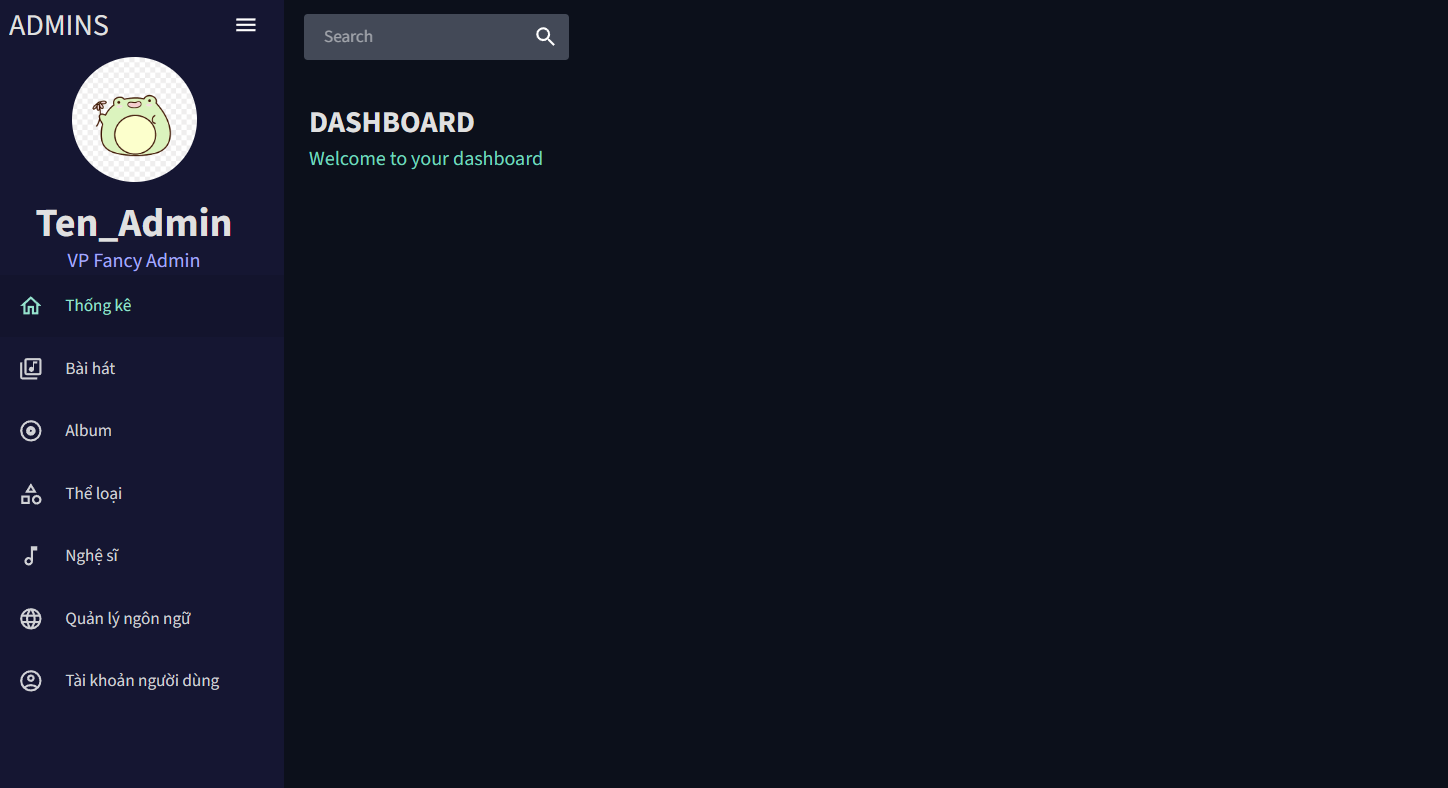 ADMINS
Ten_Admin
VP Fancy Admin
Thống kê
Bài hát
Album
Thể loại
Nghệ sĩ
Quản lý ngôn ngữ
Tài khoản người dùng
Search
DASHBOARD
Welcome to your dashboard